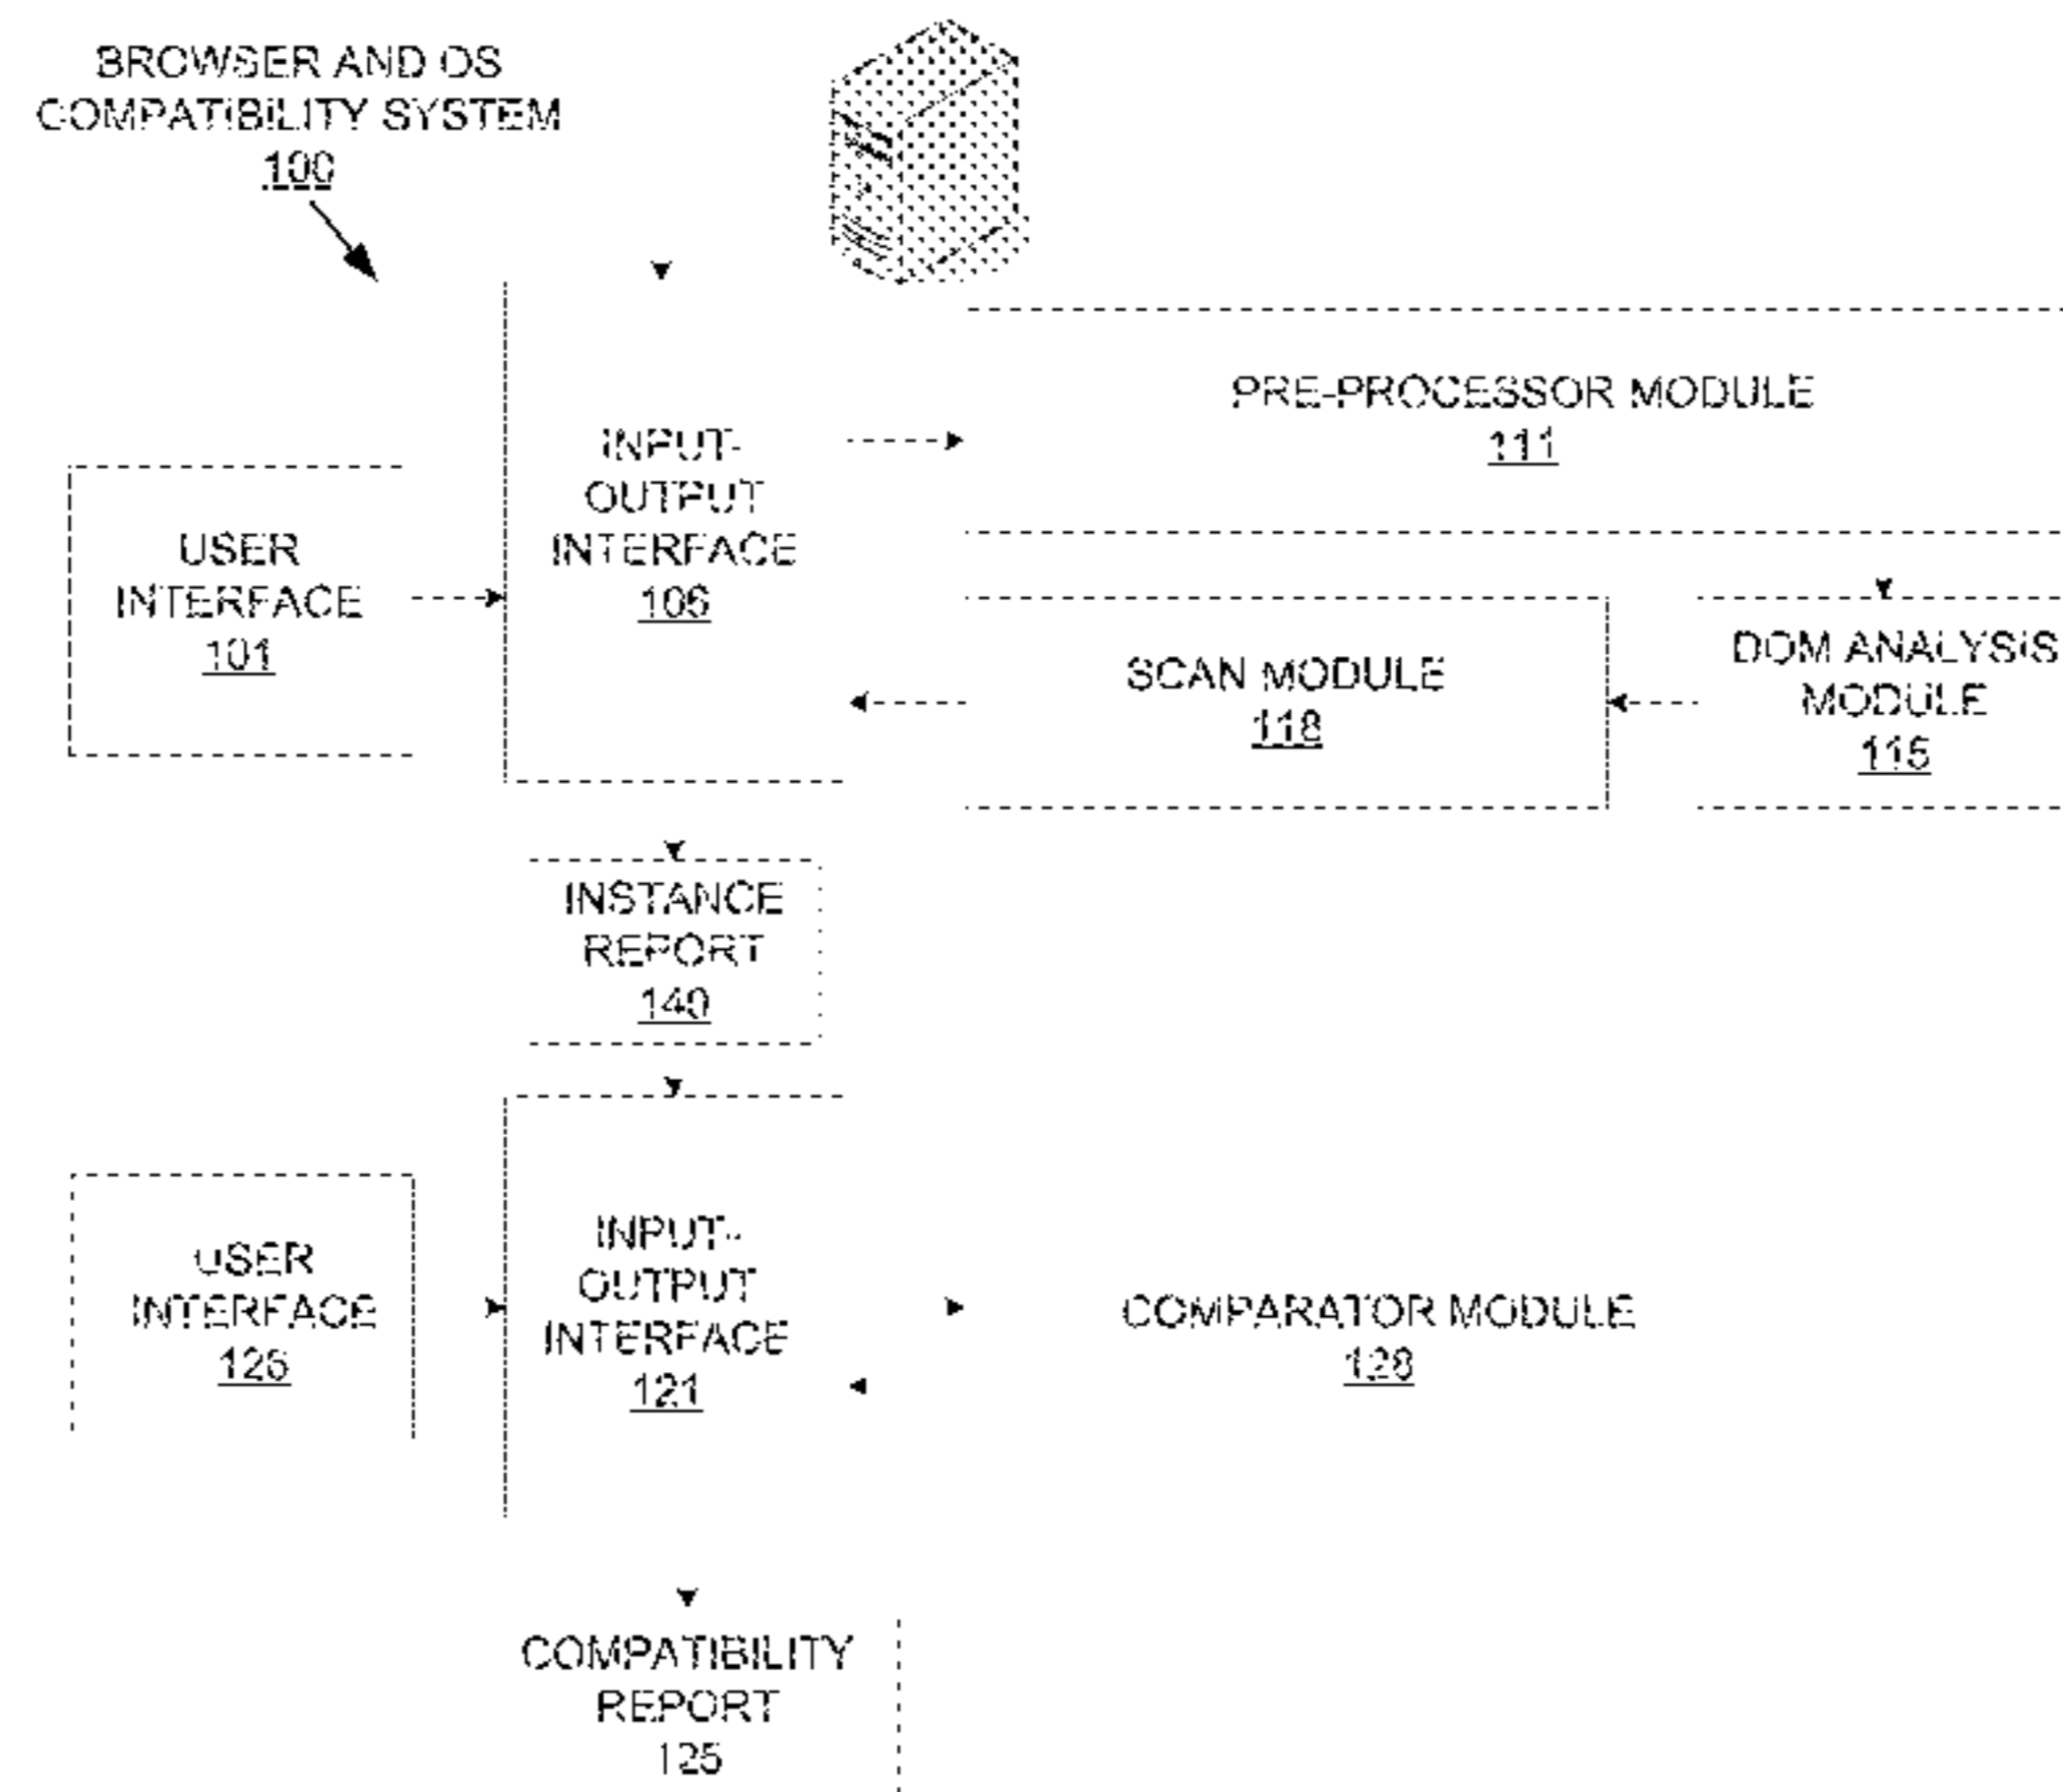 BROWSER AND OS
COMPATIBILITY SYSTEM
100
PRE-PROCESSOR MODULE
111
INPUT-
OUTPUT
INTERFACE
106
USER
INTERFACE
101
SCAN MODULE
118
DOM ANALYSIS
MODULE
115
INSTANCE
REPORT
140
INPUT-
OUTPUT
INTERFACE
121
USER
INTERFACE
126
COMPARATOR MODULE
128
COMPATIBILITY
REPORT
125